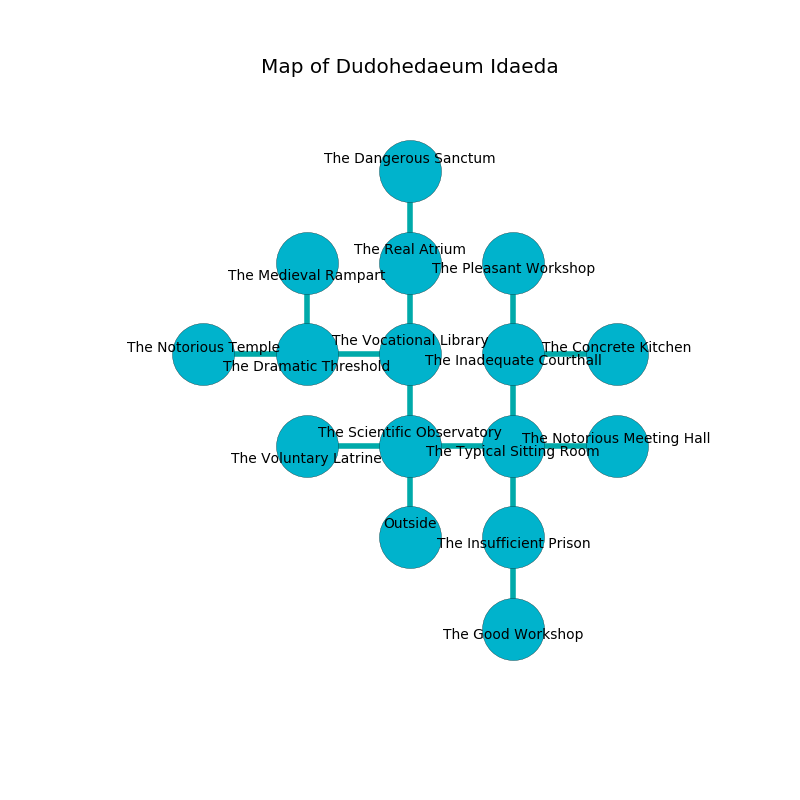 Map of Dudohedaeum Idaeda
The Dangerous Sanctum
The Real Atrium
The Pleasant Workshop
The Medieval Rampart
The Vocational Library
The Notorious Temple
The Concrete Kitchen
The Inadequate Courthall
The Dramatic Threshold
The Scientific Observatory
The Notorious Meeting Hall
The Typical Sitting Room
The Voluntary Latrine
Outside
The Insufficient Prison
The Good Workshop